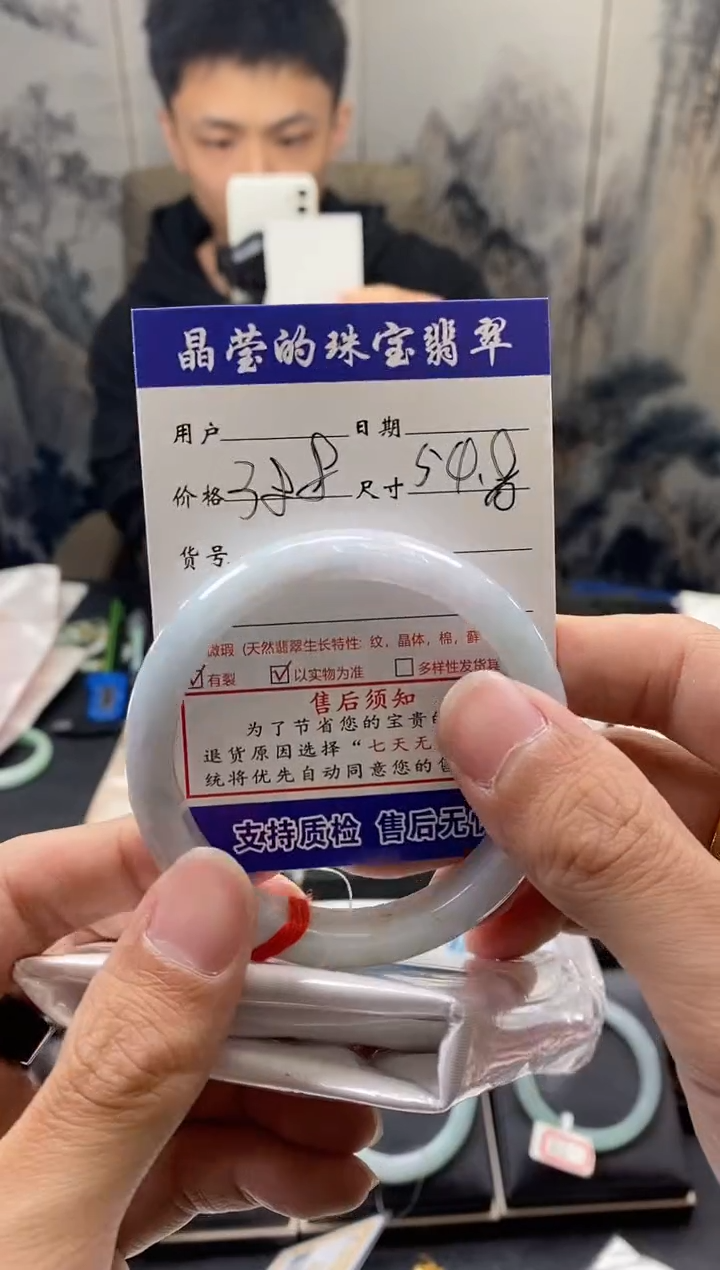 晶莹的珠宝翡翠
用户 日期
价格 388 尺寸 54.8
货号
微瑕 (天然翡翠生长特性: 纹, 晶体, 棉, 藓
☑有裂 ☑以实物为准 ☐多样性发货
售后须知
为了节省您的宝贵
退货原因选择“七天无
统将优先自动同意您的
支持质检 售后无